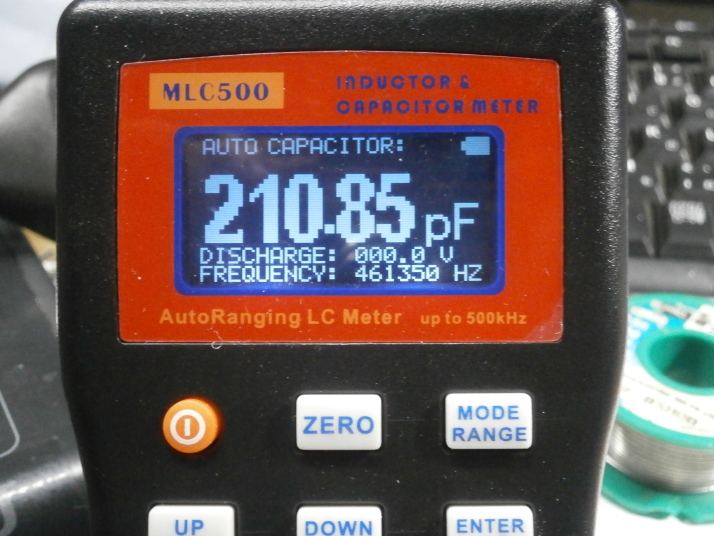 MLC500
INDUCTOR &
CAPACITOR METER
AUTO CAPACITOR:
210.85 pF
DISCHARGE: 000.0 V
FREQUENCY: 461350 HZ
AutoRanging LC Meter up to 500kHz
ZERO
MODE
RANGE
UP
DOWN
ENTER